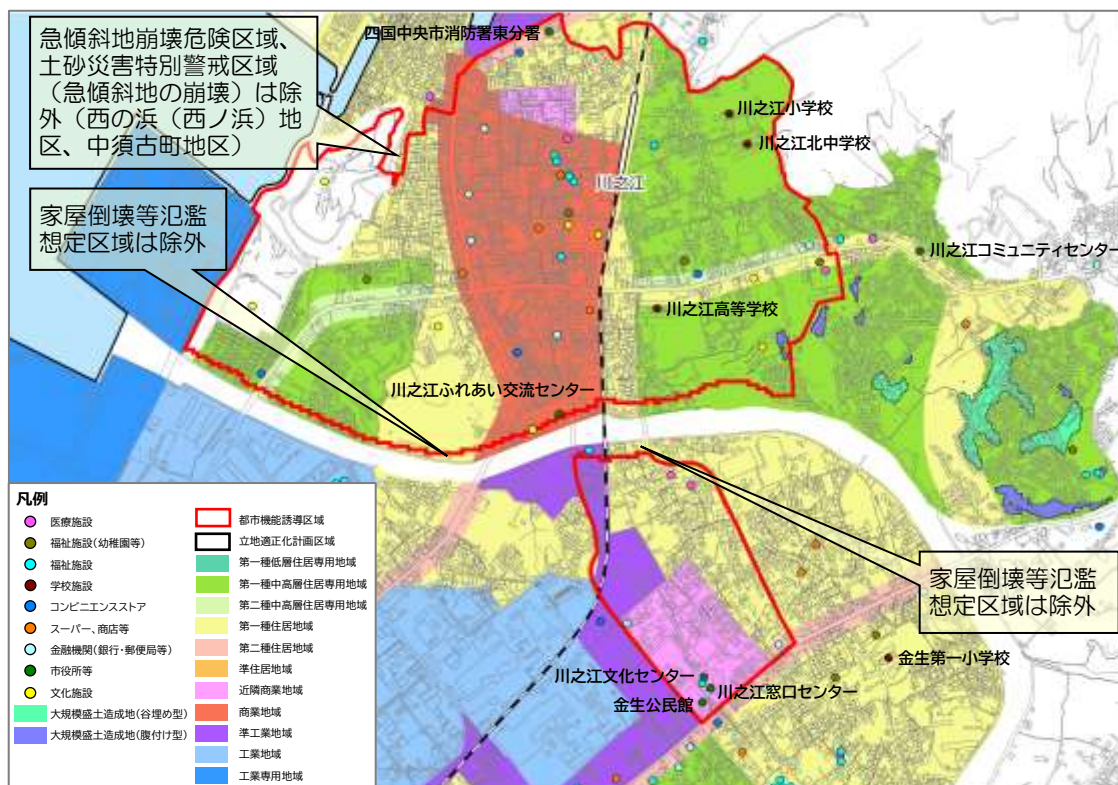 急傾斜地崩壊危険区域、
土砂災害特別警戒区域
（急傾斜地の崩壊）は除
外（西の浜（西ノ浜）地
区、中須古町地区）
四国中央市消防署東分署
川之江小学校
川之江北中学校
川之江
家屋倒壊等氾濫
想定区域は除外
川之江コミュニティセンター
川之江高等学校
川之江ふれあい交流センター
家屋倒壊等氾濫
想定区域は除外
金生第一小学校
川之江文化センター
川之江窓口センター
金生公民館
凡例
医療施設
福祉施設(幼稚園等)
福祉施設
学校施設
コンビニエンスストア
スーパー、商店等
金融機関(銀行・郵便局等)
市役所等
文化施設
大規模盛土造成地(谷埋め型)
大規模盛土造成地(腹付け型)
都市機能誘導区域
立地適正化計画区域
第一種低層住居専用地域
第一種中高層住居専用地域
第二種中高層住居専用地域
第一種住居地域
第二種住居地域
準住居地域
近隣商業地域
商業地域
準工業地域
工業地域
工業専用地域